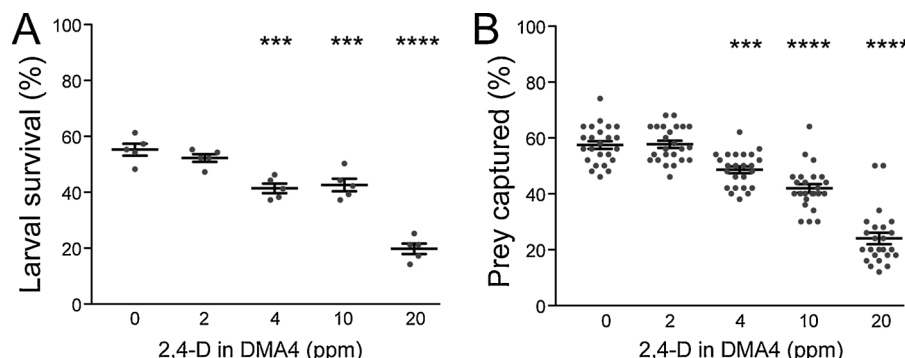 A
Larval survival (%)
100
80
60
40
20
0
*** *** ****
0 2 4 10 20
2,4-D in DMA4 (ppm)
B
Prey captured (%)
100
80
60
40
20
0
*** **** ****
0 2 4 10 20
2,4-D in DMA4 (ppm)